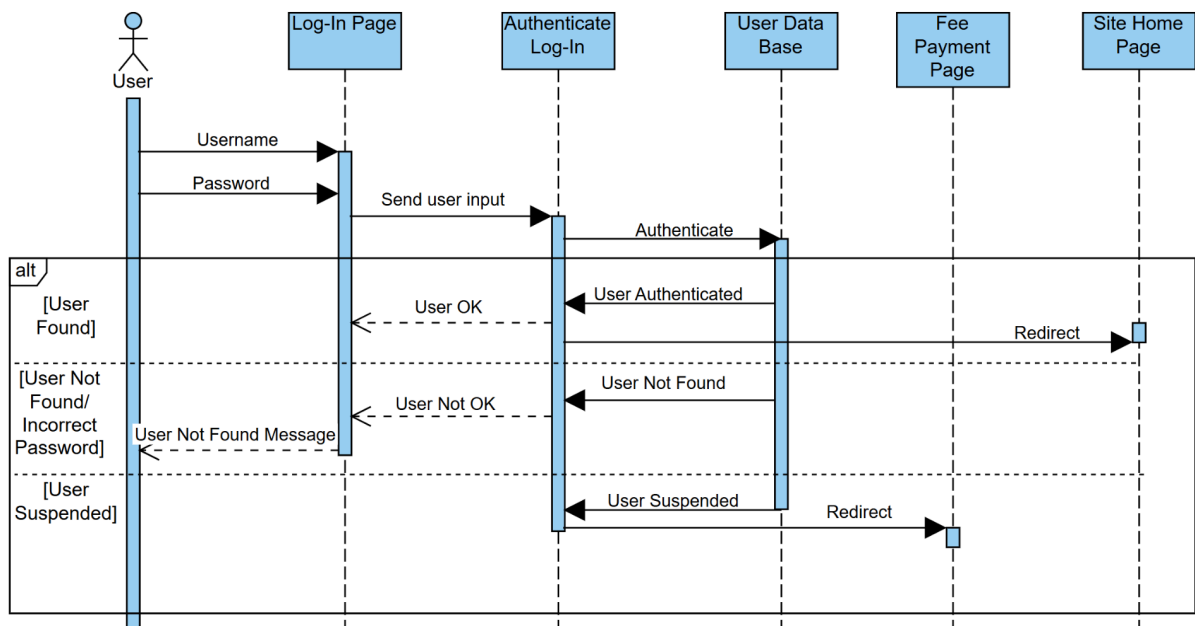 User
Log-In Page
Authenticate
Log-In
User Data
Base
Fee
Payment
Page
Site Home
Page
Username
Password
Send user input
Authenticate
alt
[User
Found]
User Authenticated
User OK
Redirect
[User Not
Found/
Incorrect
Password]
User Not Found
User Not OK
User Not Found Message
[User
Suspended]
User Suspended
Redirect